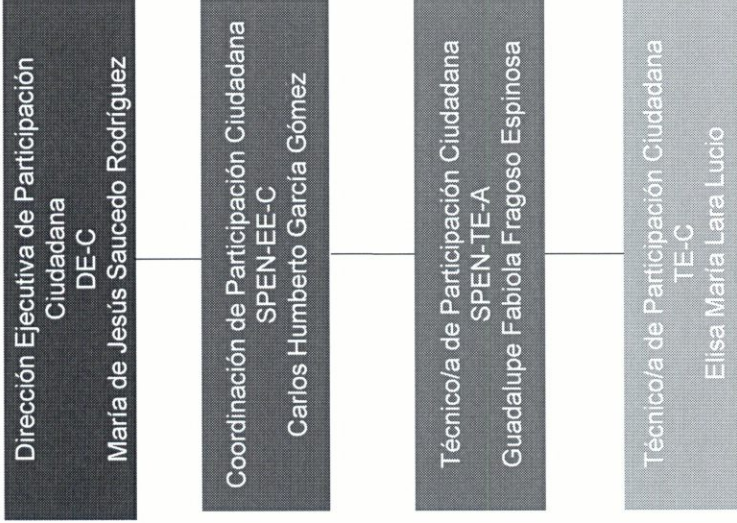 Dirección Ejecutiva de Participación
Ciudadana
DE-C
María de Jesús Saucedo Rodríguez
Coordinación de Participación Ciudadana
SPEN-EE-C
Carlos Humberto García Gómez
Técnico/a de Participación Ciudadana
SPEN-TE-A
Guadalupe Fabiola Fragoso Espinosa
Técnico/a de Participación Ciudadana
TE-C
Elisa María Lara Lucio